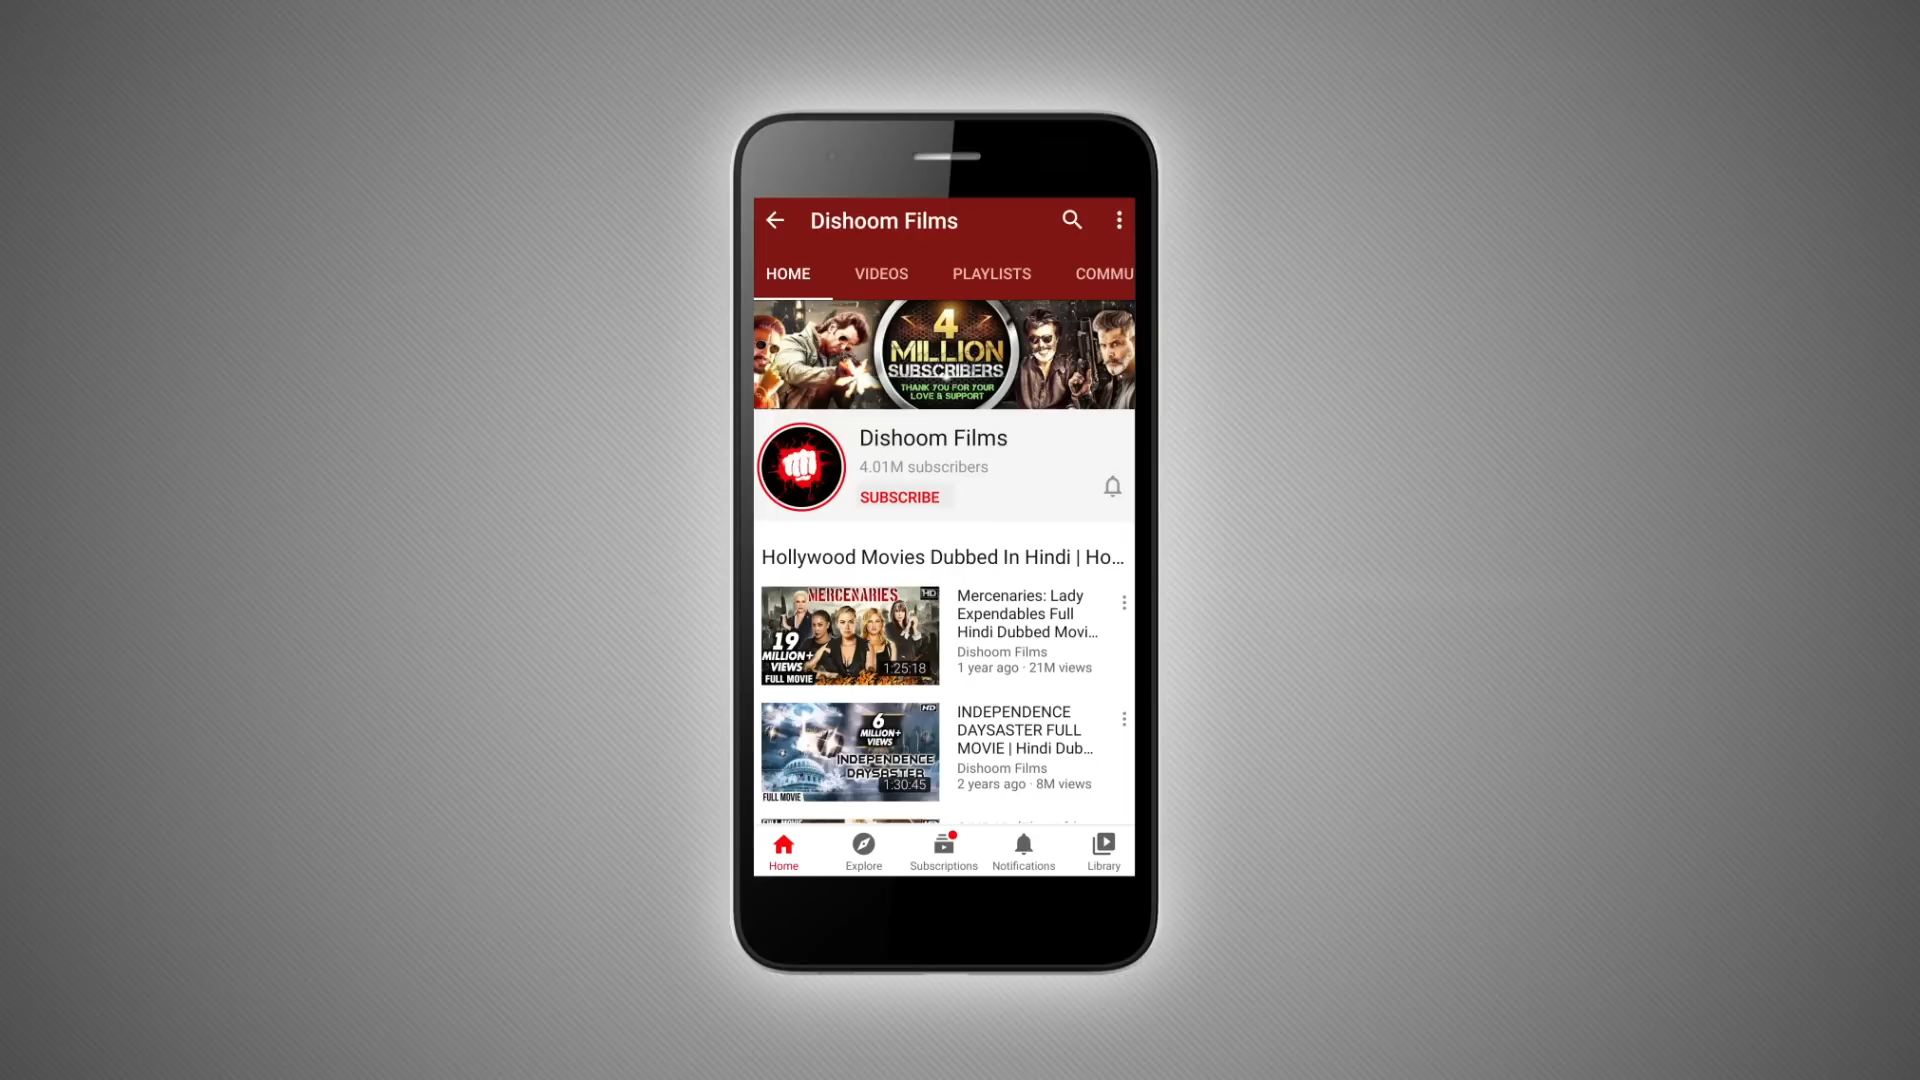 Dishoom Films
HOME VIDEOS PLAYLISTS COMMU
4
MILLION
SUBSCRIBERS
THANK YOU FOR YOUR
LOVE & SUPPORT
Dishoom Films
4.01M subscribers
SUBSCRIBE
Hollywood Movies Dubbed In Hindi | Ho...
MERCENARIES
HD
19
MILLION+
VIEWS
FULL MOVIE
1:25:18
Mercenaries: Lady
Expendables Full
Hindi Dubbed Movi...
Dishoom Films
1 year ago · 21M views
HD
6
MILLION+
VIEWS
INDEPENDENCE
DAYSASTER
1:30:45
FULL MOVIE
INDEPENDENCE
DAYSASTER FULL
MOVIE | Hindi Dub...
Dishoom Films
2 years ago · 8M views
Home Explore Subscriptions Notifications Library